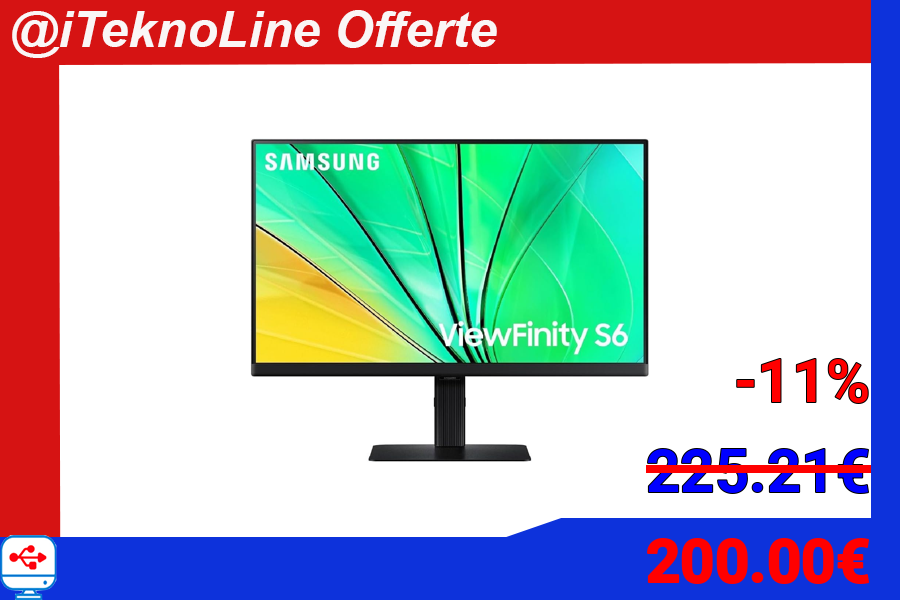 @iTeknoLine Offerte
SAMSUNG
ViewFinity S6
-11%
225.21€
200.00€